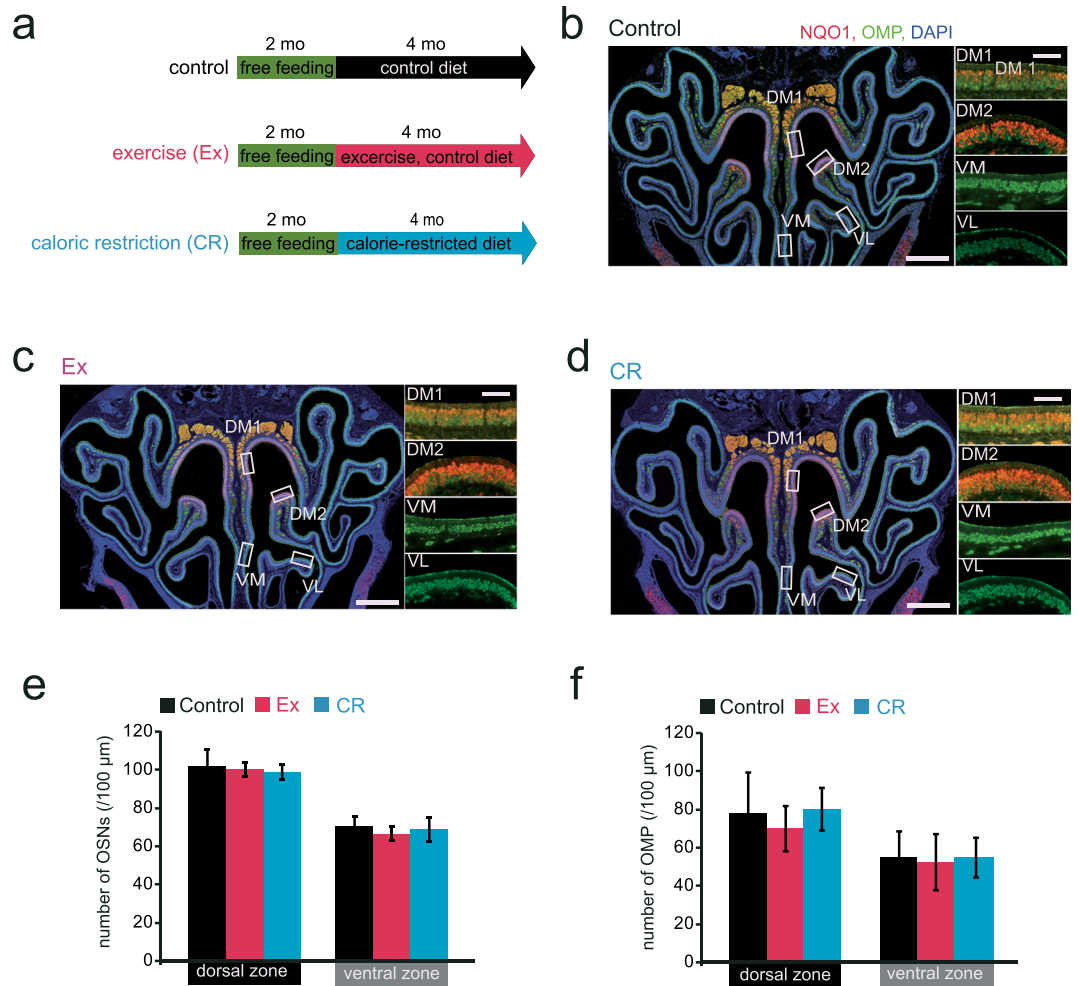 a
2 mo 4 mo
control free feeding control diet
2 mo 4 mo
exercise (Ex) free feeding excercise, control diet
2 mo 4 mo
caloric restriction (CR) free feeding calorie-restricted diet
b Control NQO1, OMP, DAPI
DM1
DM 1
DM1
DM2
DM2
VM
VM
VL
VL
c Ex
DM1
DM1
DM2
DM2
VM
VM
VL
VL
d CR
DM1
DM1
DM2
DM2
VM
VM
VL
VL
e
Control Ex CR
number of OSNs (/100 µm)
120
100
80
60
40
20
0
dorsal zone ventral zone
f
Control Ex CR
number of OMP (/100 µm)
120
100
80
60
40
20
0
dorsal zone ventral zone